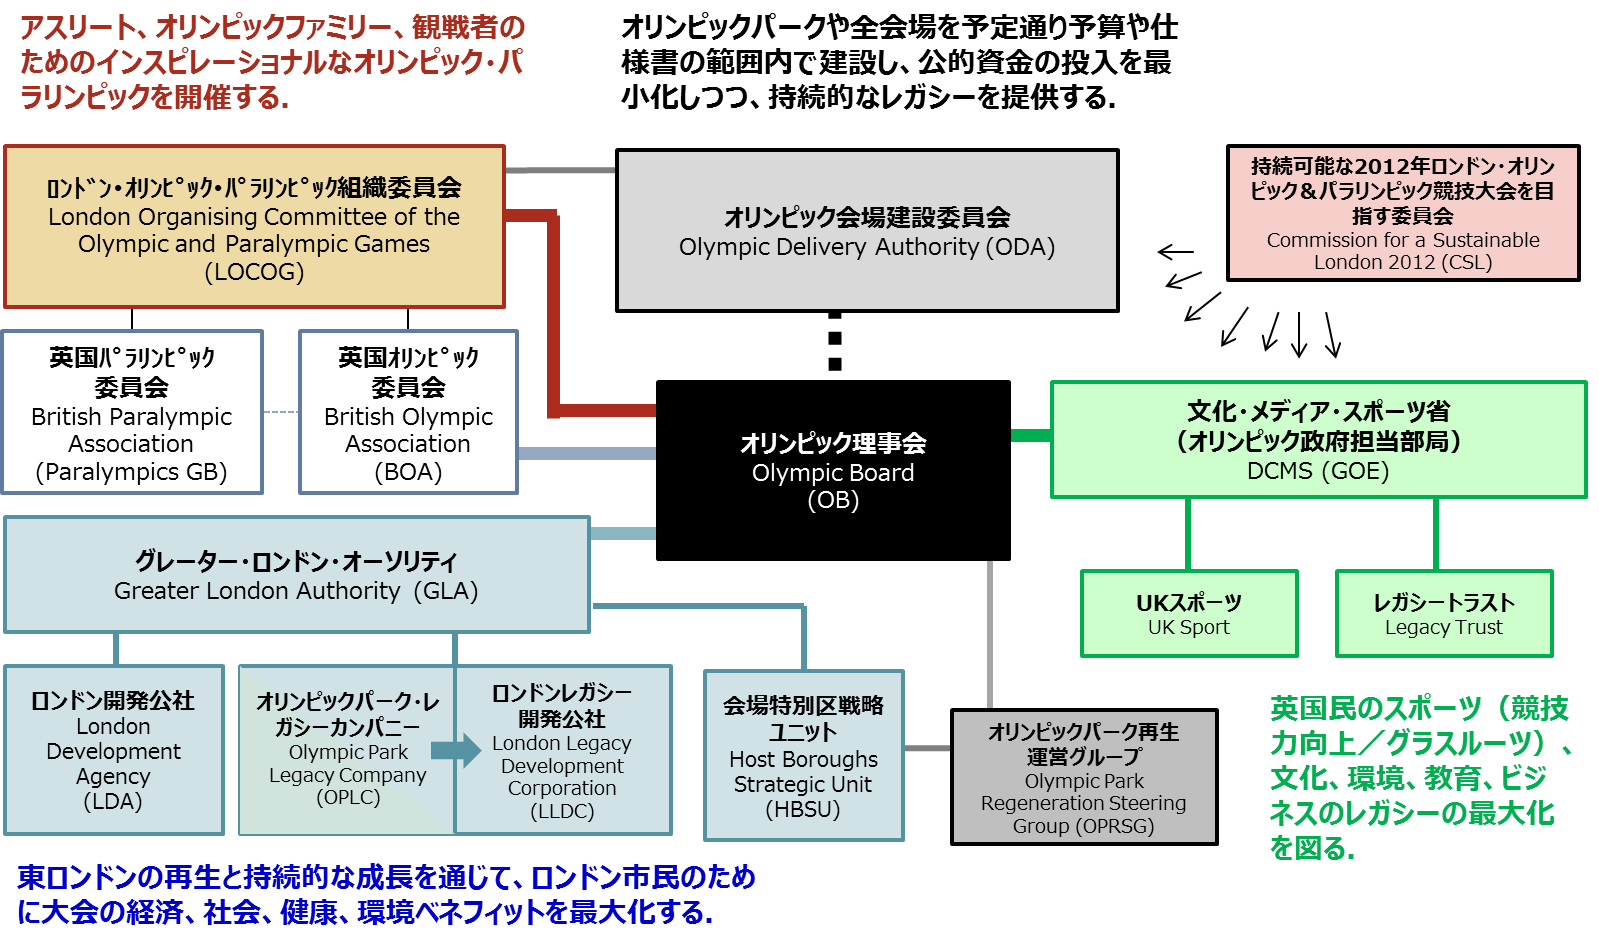 アスリート、オリンピックファミリー、観戦者の
ためのインスピレーショナルなオリンピック・パ
ラリンピックを開催する.
オリンピックパークや全会場を予定通り予算や仕
様書の範囲内で建設し、公的資金の投入を最
小化しつつ、持続的なレガシーを提供する.
ﾛﾝﾄﾞﾝ・ｵﾘﾝﾋﾟｯｸ・ﾊﾟﾗﾘﾝﾋﾟｯｸ組織委員会
London Organising Committee of the
Olympic and Paralympic Games
(LOCOG)
オリンピック会場建設委員会
Olympic Delivery Authority (ODA)
持続可能な2012年ロンドン・オリン
ピック＆パラリンピック競技大会を目
指す委員会
Commission for a Sustainable
London 2012 (CSL)
英国ﾊﾟﾗﾘﾝﾋﾟｯｸ
委員会
British Paralympic
Association
(Paralympics GB)
英国ｵﾘﾝﾋﾟｯｸ
委員会
British Olympic
Association
(BOA)
オリンピック理事会
Olympic Board
(OB)
文化・メディア・スポーツ省
（オリンピック政府担当部局）
DCMS (GOE)
グレーター・ロンドン・オーソリティ
Greater London Authority (GLA)
UKスポーツ
UK Sport
レガシートラスト
Legacy Trust
ロンドン開発公社
London
Development
Agency
(LDA)
オリンピックパーク・レ
ガシーカンパニー
Olympic Park
Legacy Company
(OPLC)
ロンドンレガシー
開発公社
London Legacy
Development
Corporation
(LLDC)
会場特別区戦略
ユニット
Host Boroughs
Strategic Unit
(HBSU)
オリンピックパーク再生
運営グループ
Olympic Park
Regeneration Steering
Group (OPRSG)
英国民のスポーツ（競技
力向上／グラスルーツ）、
文化、環境、教育、ビジ
ネスのレガシーの最大化
を図る.
東ロンドンの再生と持続的な成長を通じて、ロンドン市民のため
に大会の経済、社会、健康、環境ベネフィットを最大化する.